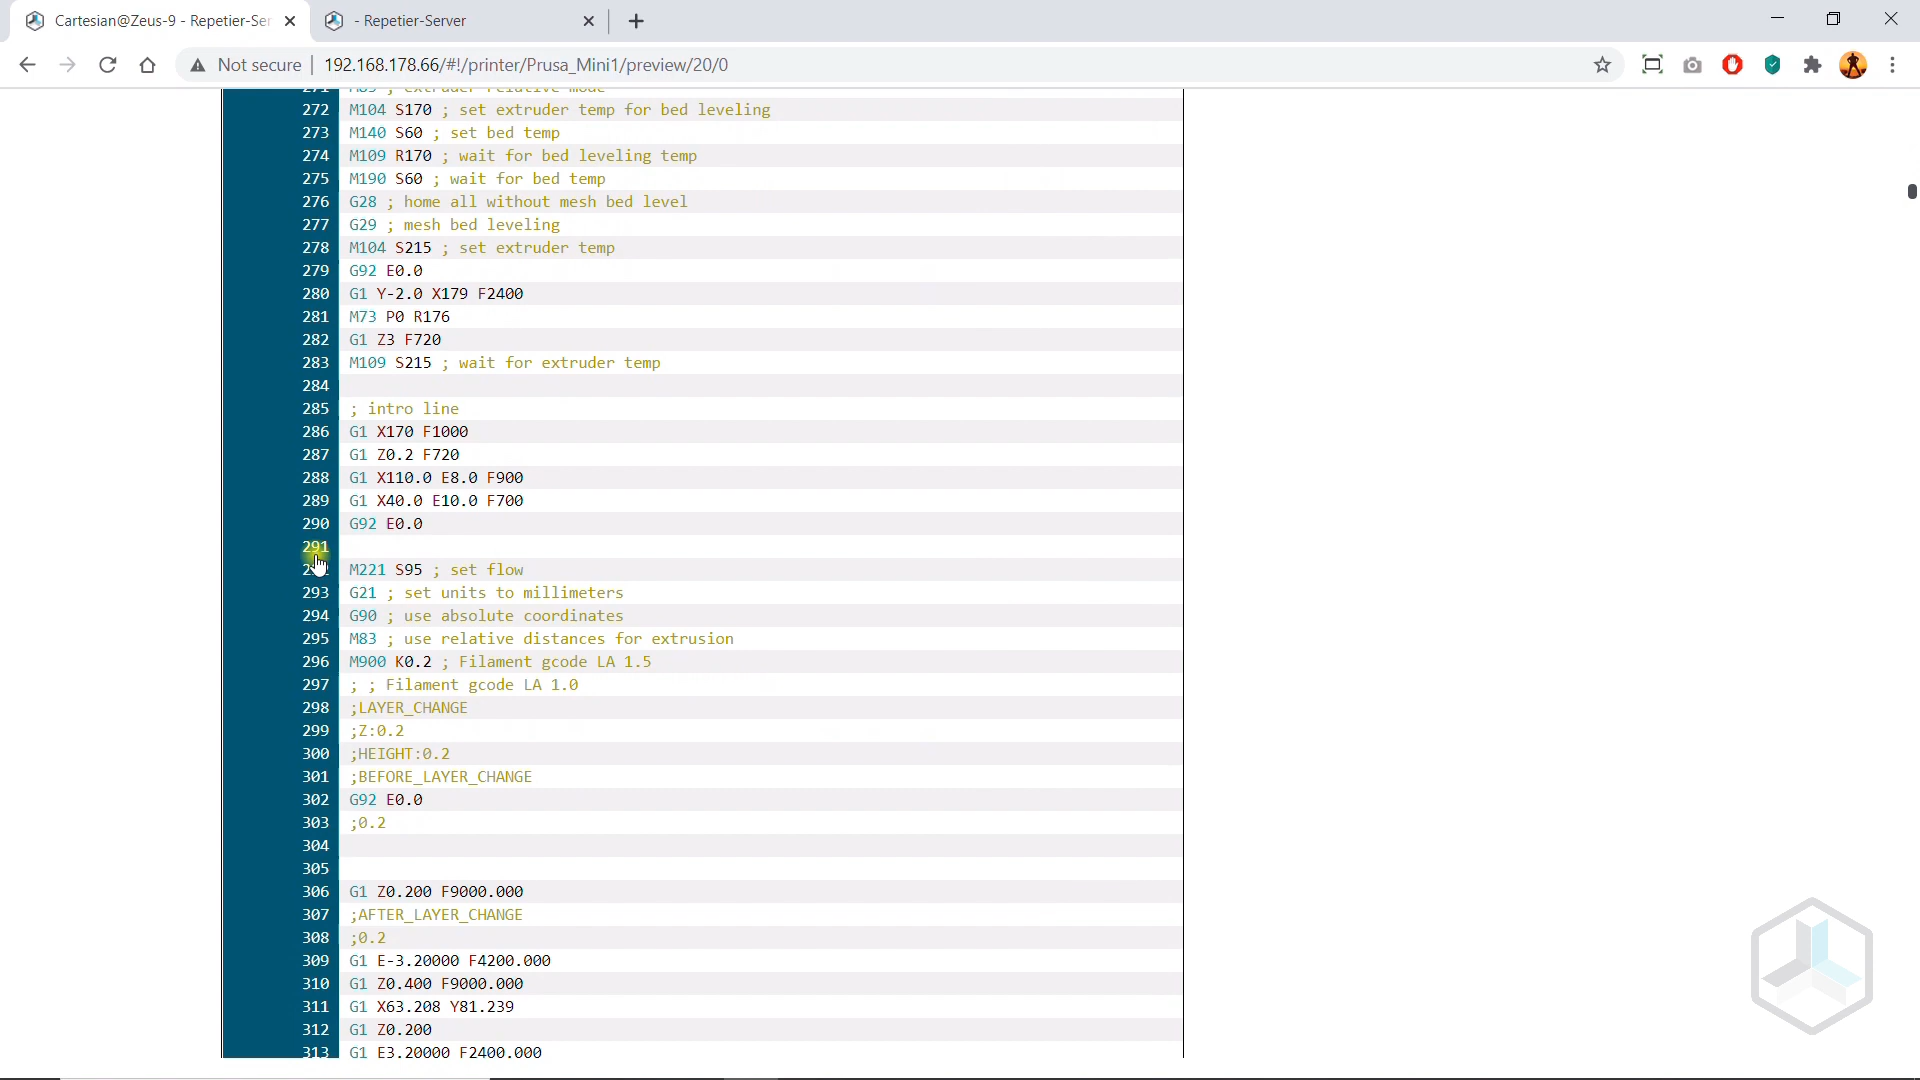 Cartesian@Zeus-9 - Repetier-Ser
- Repetier-Server
Not secure
192.168.178.66/#!/printer/Prusa_Mini1/preview/20/0
271 M83 ; extruder relative mode
272 M104 S170 ; set extruder temp for bed leveling
273 M140 S60 ; set bed temp
274 M109 R170 ; wait for bed leveling temp
275 M190 S60 ; wait for bed temp
276 G28 ; home all without mesh bed level
277 G29 ; mesh bed leveling
278 M104 S215 ; set extruder temp
279 G92 E0.0
280 G1 Y-2.0 X179 F2400
281 M73 P0 R176
282 G1 Z3 F720
283 M109 S215 ; wait for extruder temp
284
285 ; intro line
286 G1 X170 F1000
287 G1 Z0.2 F720
288 G1 X110.0 E8.0 F900
289 G1 X40.0 E10.0 F700
290 G92 E0.0
291
292 M221 S95 ; set flow
293 G21 ; set units to millimeters
294 G90 ; use absolute coordinates
295 M83 ; use relative distances for extrusion
296 M900 K0.2 ; Filament gcode LA 1.5
297 ; ; Filament gcode LA 1.0
298 ;LAYER_CHANGE
299 ;Z:0.2
300 ;HEIGHT:0.2
301 ;BEFORE_LAYER_CHANGE
302 G92 E0.0
303 ;0.2
304
305
306 G1 Z0.200 F9000.000
307 ;AFTER_LAYER_CHANGE
308 ;0.2
309 G1 E-3.20000 F4200.000
310 G1 Z0.400 F9000.000
311 G1 X63.208 Y81.239
312 G1 Z0.200
313 G1 E3.20000 F2400.000